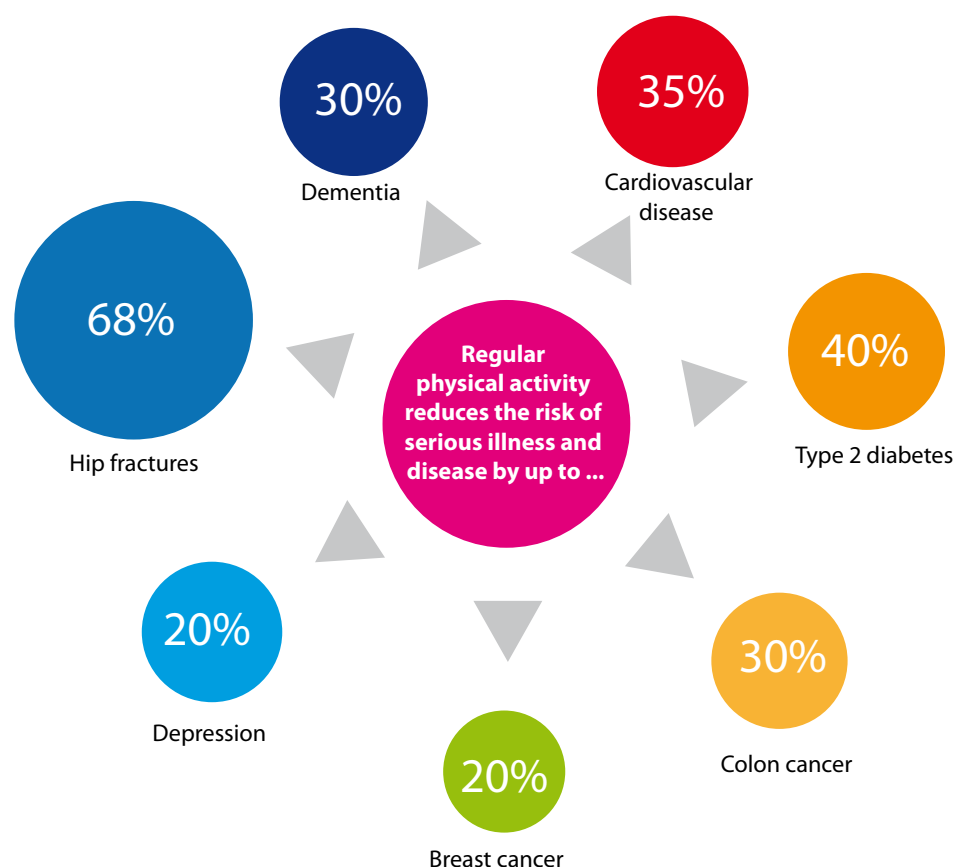 30%
Dementia
35%
Cardiovascular
disease
68%
Hip fractures
Regular
physical activity
reduces the risk of
serious illness and
disease by up to ...
40%
Type 2 diabetes
20%
Depression
30%
Colon cancer
20%
Breast cancer